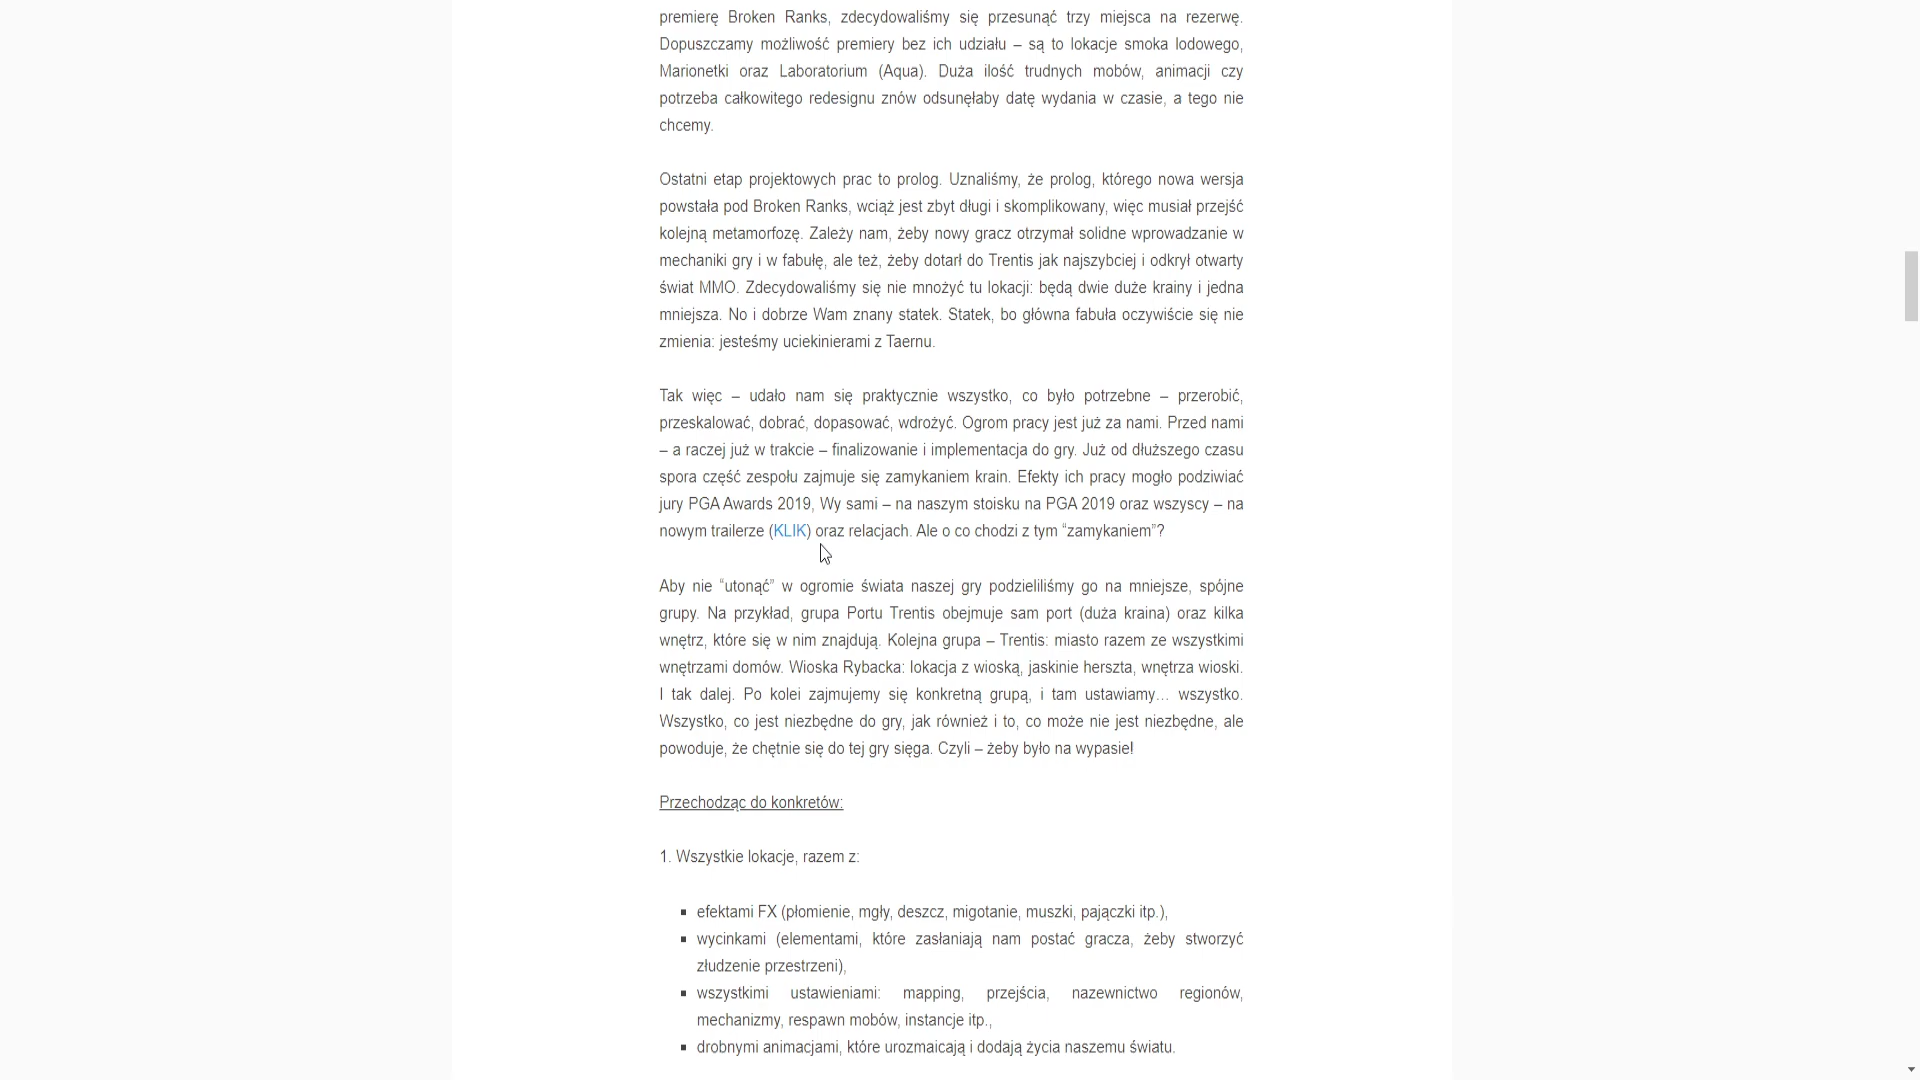 premierę Broken Ranks, zdecydowaliśmy się przesunąć trzy miejsca na rezerwę.
Dopuszczamy możliwość premiery bez ich udziału – są to lokacje smoka lodowego,
Marionetki oraz Laboratorium (Aqua). Duża ilość trudnych mobów, animacji czy
potrzeba całkowitego redesignu znów odsunęłaby datę wydania w czasie, a tego nie
chcemy.
Ostatni etap projektowych prac to prolog. Uznaliśmy, że prolog, którego nowa wersja
powstała pod Broken Ranks, wciąż jest zbyt długi i skomplikowany, więc musiał przejść
kolejną metamorfozę. Zależy nam, żeby nowy gracz otrzymał solidne wprowadzanie w
mechaniki gry i w fabułę, ale też, żeby dotarł do Trentis jak najszybciej i odkrył otwarty
świat MMO. Zdecydowaliśmy się nie mnożyć tu lokacji: będą dwie duże krainy i jedna
mniejsza. No i dobrze Wam znany statek. Statek, bo główna fabuła oczywiście się nie
zmienia: jesteśmy uciekinierami z Taernu.
Tak więc – udało nam się praktycznie wszystko, co było potrzebne – przerobić,
przeskalować, dobrać, dopasować, wdrożyć. Ogrom pracy jest już za nami. Przed nami
– a raczej już w trakcie – finalizowanie i implementacja do gry. Już od dłuższego czasu
spora część zespołu zajmuje się zamykaniem krain. Efekty ich pracy mogło podziwiać
jury PGA Awards 2019, Wy sami – na naszym stoisku na PGA 2019 oraz wszyscy – na
nowym trailerze (KLIK) oraz relacjach. Ale o co chodzi z tym “zamykaniem”?
Aby nie “utonąć” w ogromie świata naszej gry podzieliliśmy go na mniejsze, spójne
grupy. Na przykład, grupa Portu Trentis obejmuje sam port (duża kraina) oraz kilka
wnętrz, które się w nim znajdują. Kolejna grupa – Trentis: miasto razem ze wszystkimi
wnętrzami domów. Wioska Rybacka: lokacja z wioską, jaskinie herszta, wnętrza wioski.
I tak dalej. Po kolei zajmujemy się konkretną grupą, i tam ustawiamy… wszystko.
Wszystko, co jest niezbędne do gry, jak również i to, co może nie jest niezbędne, ale
powoduje, że chętnie się do tej gry sięga. Czyli – żeby było na wypasie!
Przechodząc do konkretów:
1. Wszystkie lokacje, razem z:
▪ efektami FX (płomienie, mgły, deszcz, migotanie, muszki, pajączki itp.),
▪ wycinkami (elementami, które zasłaniają nam postać gracza, żeby stworzyć
złudzenie przestrzeni),
▪ wszystkimi ustawieniami: mapping, przejścia, nazewnictwo regionów,
mechanizmy, respawn mobów, instancje itp.,
▪ drobnymi animacjami, które urozmaicają i dodają życia naszemu światu.